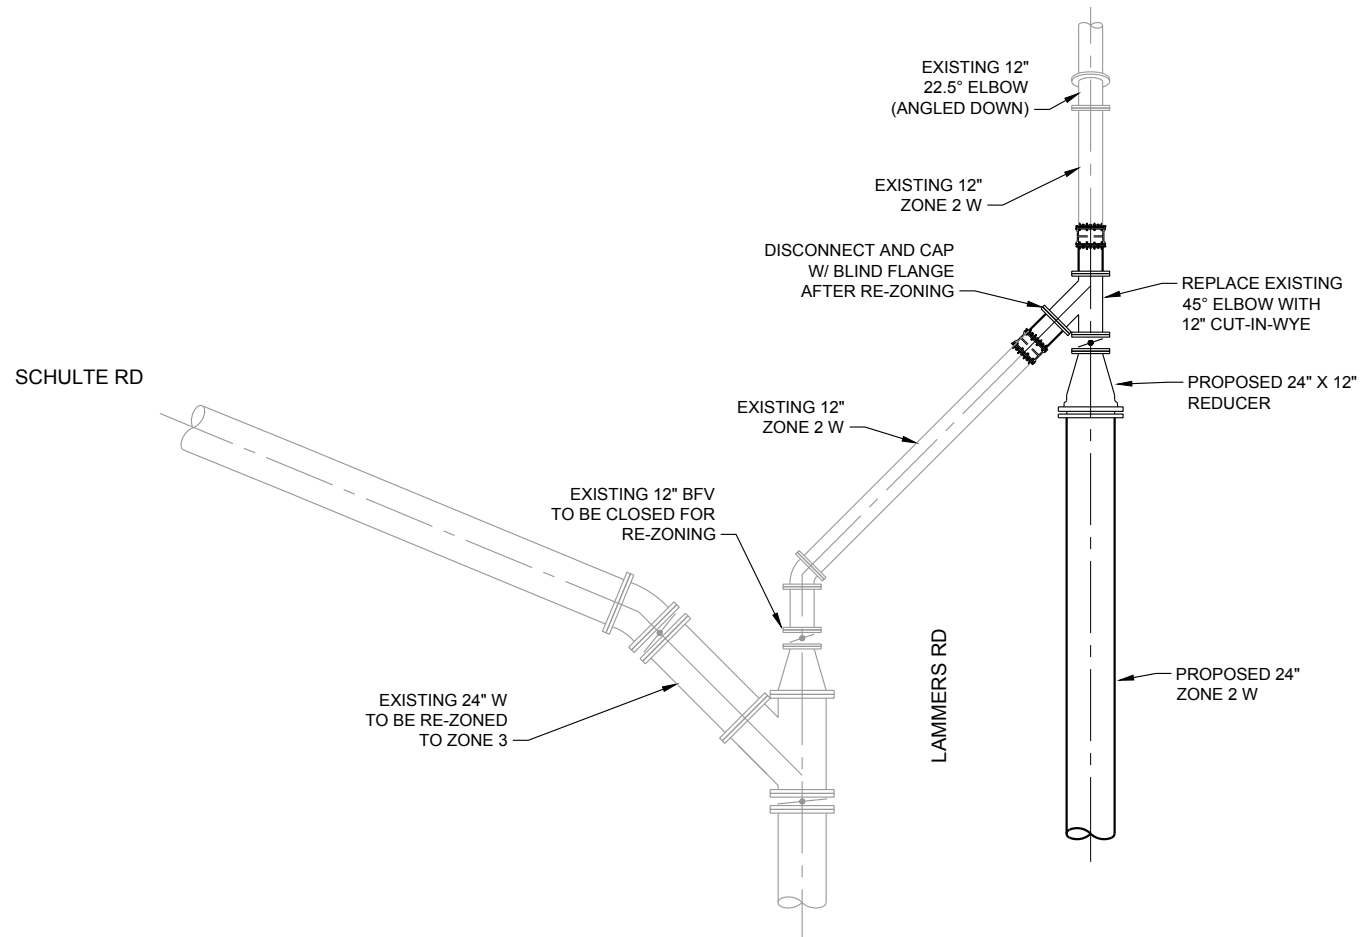 EXISTING 12"
22.5° ELBOW
(ANGLED DOWN)
EXISTING 12"
ZONE 2 W
DISCONNECT AND CAP
W/ BLIND FLANGE
AFTER RE-ZONING
REPLACE EXISTING
45° ELBOW WITH
12" CUT-IN-WYE
SCHULTE RD
PROPOSED 24" X 12"
REDUCER
EXISTING 12"
ZONE 2 W
EXISTING 12" BFV
TO BE CLOSED FOR
RE-ZONING
LAMMERS RD
PROPOSED 24"
ZONE 2 W
EXISTING 24" W
TO BE RE-ZONED
TO ZONE 3